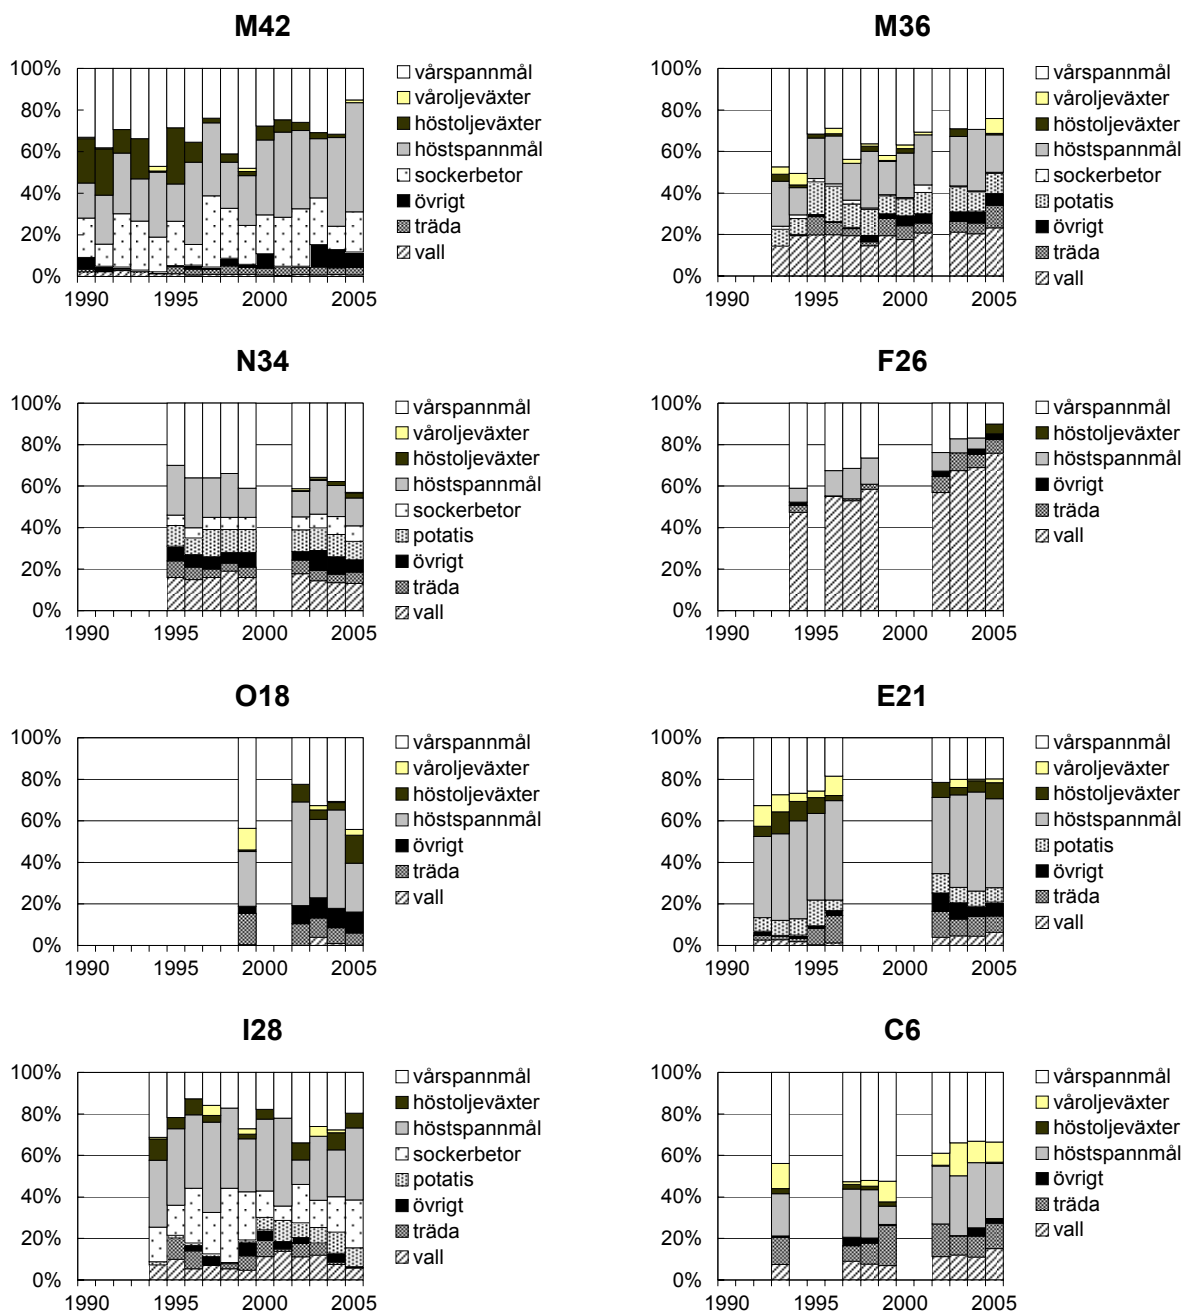 M42
100%
80%
60%
40%
20%
0%
1990 1995 2000 2005
vårspannmål
våroljeväxter
höstoljeväxter
höstspannmål
sockerbetor
övrigt
träda
vall
M36
100%
80%
60%
40%
20%
0%
1990 1995 2000 2005
vårspannmål
våroljeväxter
höstoljeväxter
höstspannmål
sockerbetor
potatis
övrigt
träda
vall
N34
100%
80%
60%
40%
20%
0%
1990 1995 2000 2005
vårspannmål
våroljeväxter
höstoljeväxter
höstspannmål
sockerbetor
potatis
övrigt
träda
vall
F26
100%
80%
60%
40%
20%
0%
1990 1995 2000 2005
vårspannmål
höstoljeväxter
höstspannmål
övrigt
träda
vall
O18
100%
80%
60%
40%
20%
0%
1990 1995 2000 2005
vårspannmål
våroljeväxter
höstoljeväxter
höstspannmål
övrigt
träda
vall
E21
100%
80%
60%
40%
20%
0%
1990 1995 2000 2005
vårspannmål
våroljeväxter
höstoljeväxter
höstspannmål
potatis
övrigt
träda
vall
I28
100%
80%
60%
40%
20%
0%
1990 1995 2000 2005
vårspannmål
höstoljeväxter
höstspannmål
sockerbetor
potatis
övrigt
träda
vall
C6
100%
80%
60%
40%
20%
0%
1990 1995 2000 2005
vårspannmål
våroljeväxter
höstoljeväxter
höstspannmål
övrigt
träda
vall